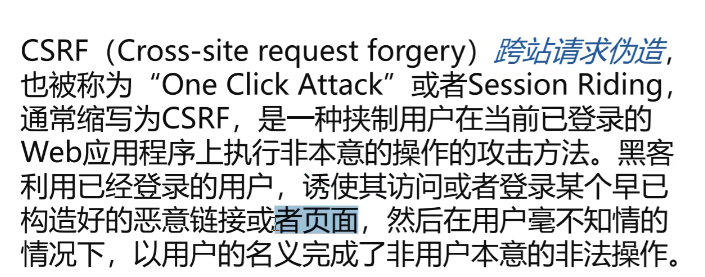 CSRF（Cross-site request forgery）跨站请求伪造，
也被称为“One Click Attack”或者Session Riding，
通常缩写为CSRF，是一种挟制用户在当前已登录的
Web应用程序上执行非本意的操作的攻击方法。黑客
利用已经登录的用户，诱使其访问或者登录某个早已
构造好的恶意链接或者页面，然后在用户毫不知情的
情况下，以用户的名义完成了非用户本意的非法操作。